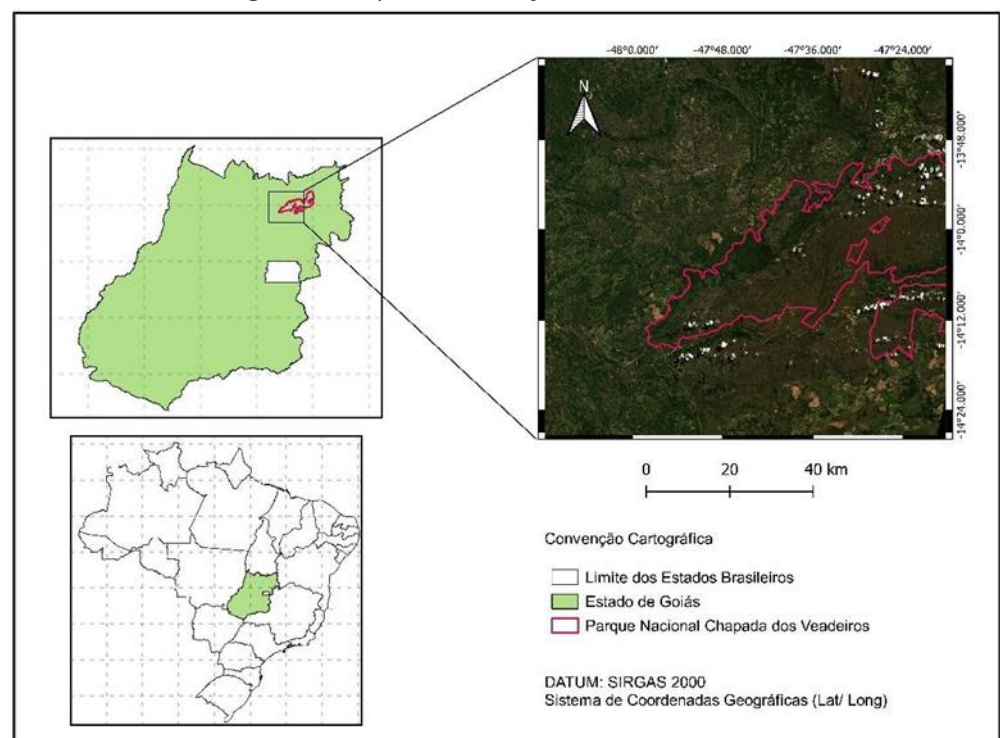 -48°0.000′ -47°48.000′ -47°36.000′ -47°24.000′
N
-13°48.000′
-14°0.000′
-14°12.000′
-14°24.000′
0 20 40 km
Convenção Cartográfica
Limite dos Estados Brasileiros
Estado de Goiás
Parque Nacional Chapada dos Veadeiros
DATUM: SIRGAS 2000
Sistema de Coordenadas Geográficas (Lat/ Long)